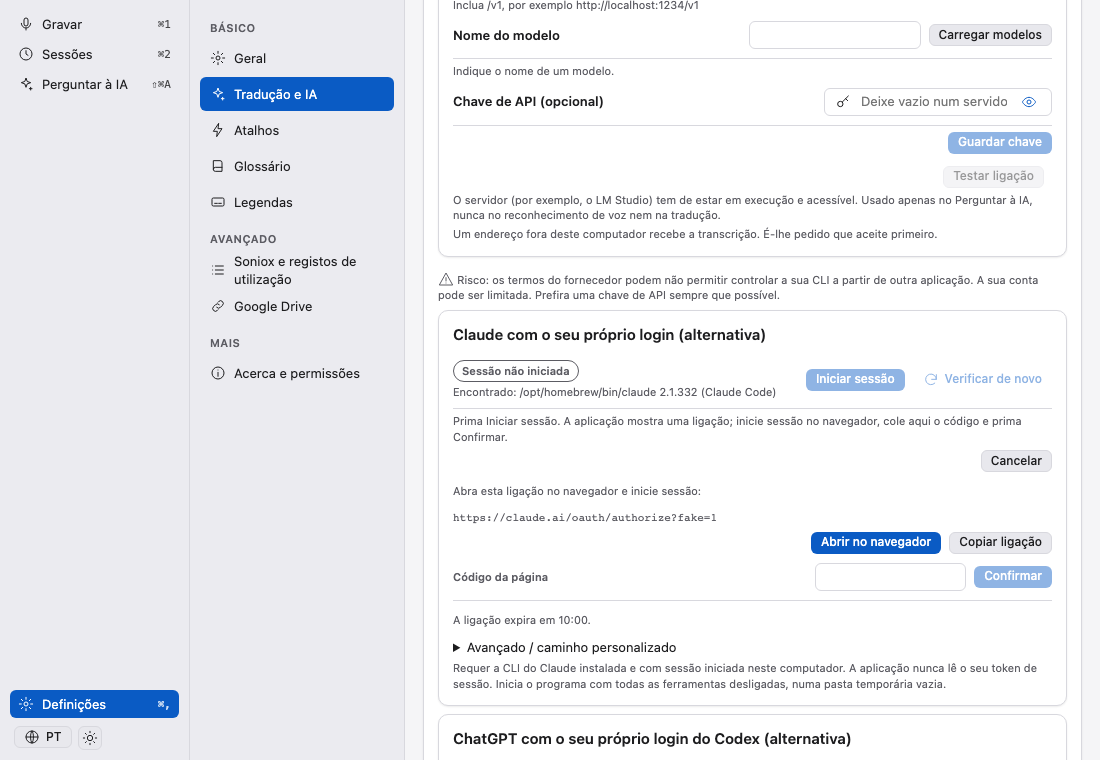 Gravar ⌘1
Sessões ⌘2
Perguntar à IA ⇧⌘A
Definições ⌘,
PT
BÁSICO
Geral
Tradução e IA
Atalhos
Glossário
Legendas
AVANÇADO
Soniox e registos de
utilização
Google Drive
MAIS
Acerca e permissões
Inclua /v1, por exemplo http://localhost:1234/v1
Nome do modelo
Carregar modelos
Indique o nome de um modelo.
Chave de API (opcional)
Deixe vazio num servido
Guardar chave
Testar ligação
O servidor (por exemplo, o LM Studio) tem de estar em execução e acessível. Usado apenas no Perguntar à IA,
nunca no reconhecimento de voz nem na tradução.
Um endereço fora deste computador recebe a transcrição. É-lhe pedido que aceite primeiro.
Risco: os termos do fornecedor podem não permitir controlar a sua CLI a partir de outra aplicação. A sua conta
pode ser limitada. Prefira uma chave de API sempre que possível.
Claude com o seu próprio login (alternativa)
Sessão não iniciada
Encontrado: /opt/homebrew/bin/claude 2.1.332 (Claude Code)
Iniciar sessão
Verificar de novo
Prima Iniciar sessão. A aplicação mostra uma ligação; inicie sessão no navegador, cole aqui o código e prima
Confirmar.
Cancelar
Abra esta ligação no navegador e inicie sessão:
https://claude.ai/oauth/authorize?fake=1
Abrir no navegador
Copiar ligação
Código da página
Confirmar
A ligação expira em 10:00.
Avançado / caminho personalizado
Requer a CLI do Claude instalada e com sessão iniciada neste computador. A aplicação nunca lê o seu token de
sessão. Inicia o programa com todas as ferramentas desligadas, numa pasta temporária vazia.
ChatGPT com o seu próprio login do Codex (alternativa)